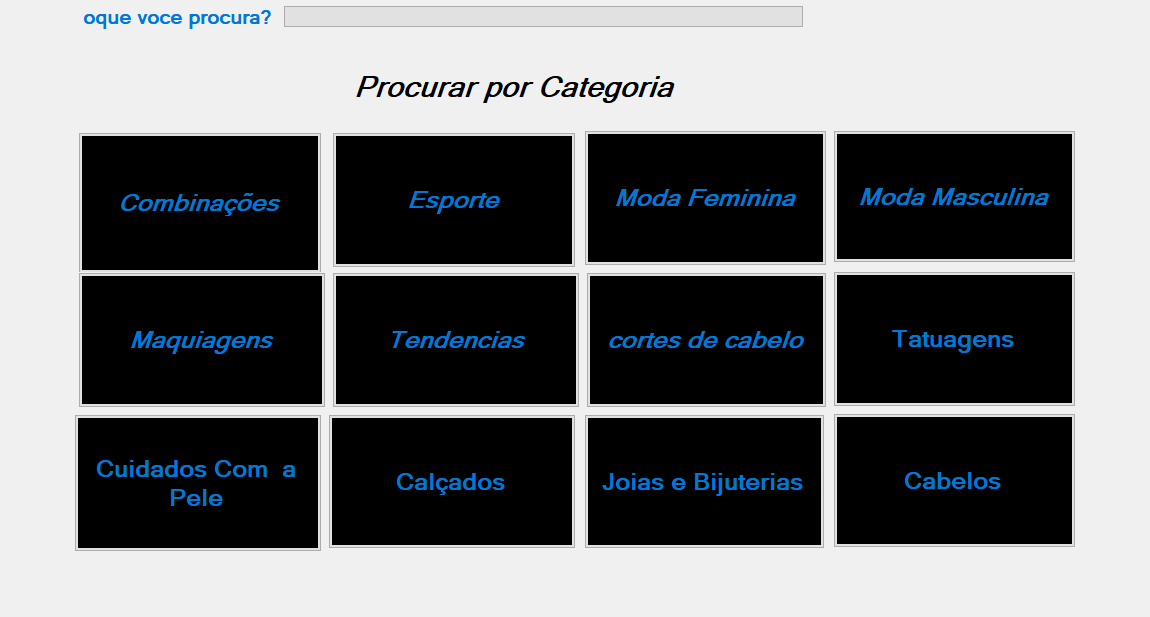 oque voce procura?
Procurar por Categoria
Combinações
Esporte
Moda Feminina
Moda Masculina
Maquiagens
Tendencias
cortes de cabelo
Tatuagens
Cuidados Com  a
Pele
Calçados
Joias e Bijuterias
Cabelos